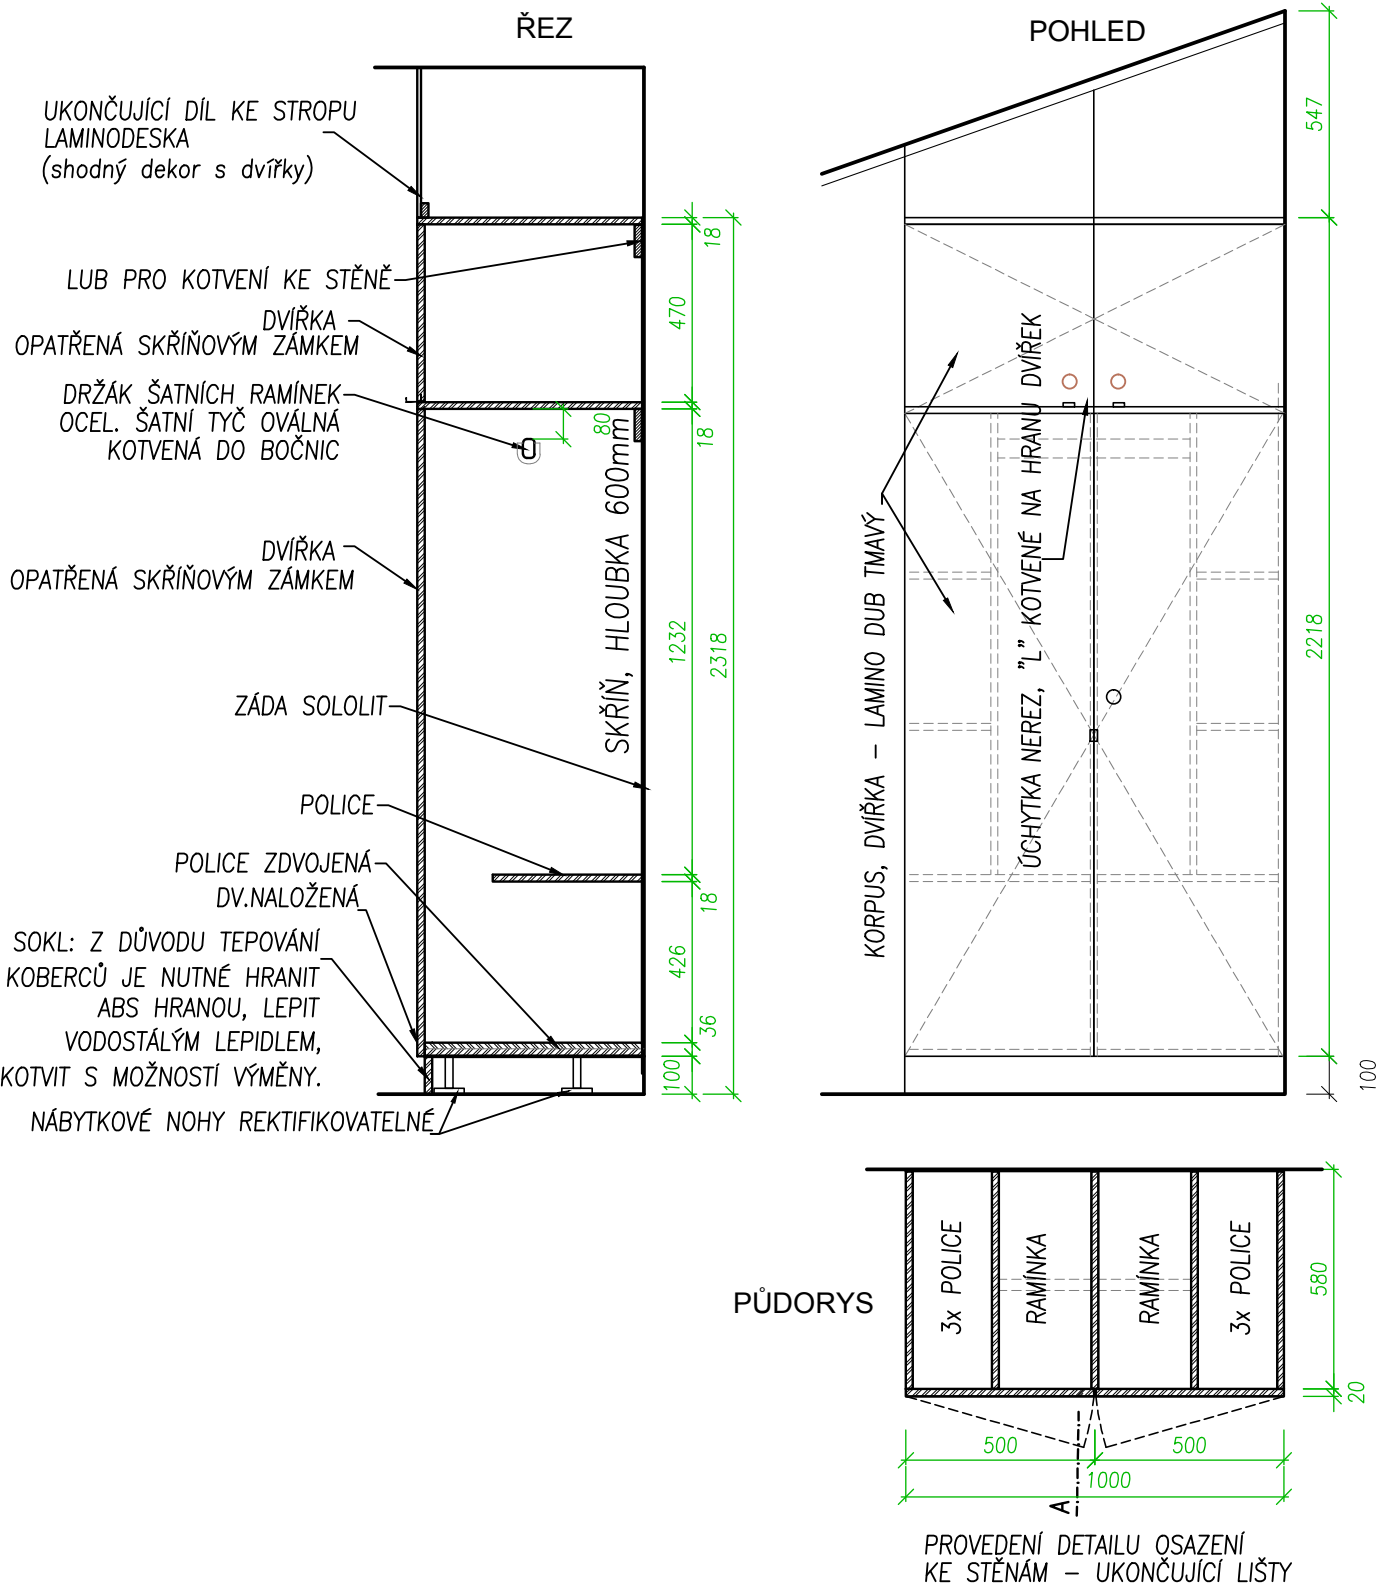 ŘEZ
POHLED
UKONČUJÍCÍ DÍL KE STROPU
LAMINODESKA
(shodný dekor s dvířky)
LUB PRO KOTVENÍ KE STĚNĚ
DVÍŘKA
OPATŘENÁ SKŘÍŇOVÝM ZÁMKEM
DRŽÁK ŠATNÍCH RAMÍNEK
OCEL. ŠATNÍ TYČ OVÁLNÁ
KOTVENÁ DO BOČNIC
DVÍŘKA
OPATŘENÁ SKŘÍŇOVÝM ZÁMKEM
ZÁDA SOLOLIT
POLICE
POLICE ZDVOJENÁ
DV.NALOŽENÁ
SOKL: Z DŮVODU TEPOVÁNÍ
KOBERCŮ JE NUTNÉ HRANIT
ABS HRANOU, LEPIT
VODOSTÁLÝM LEPIDLEM,
KOTVIT S MOŽNOSTÍ VÝMĚNY.
NÁBYTKOVÉ NOHY REKTIFIKOVATELNÉ
SKŘÍŇ, HLOUBKA 600mm
80
18
470
18
1232
2318
18
426
36
100
KORPUS, DVÍŘKA – LAMINO DUB TMAVÝ
ÚCHYTKA NEREZ, "L" KOTVENÉ NA HRANU DVÍŘEK
547
2218
100
PŮDORYS
3x POLICE
RAMÍNKA
RAMÍNKA
3x POLICE
580
20
500
500
1000
A
PROVEDENÍ DETAILU OSAZENÍ
KE STĚNÁM – UKONČUJÍCÍ LIŠTY